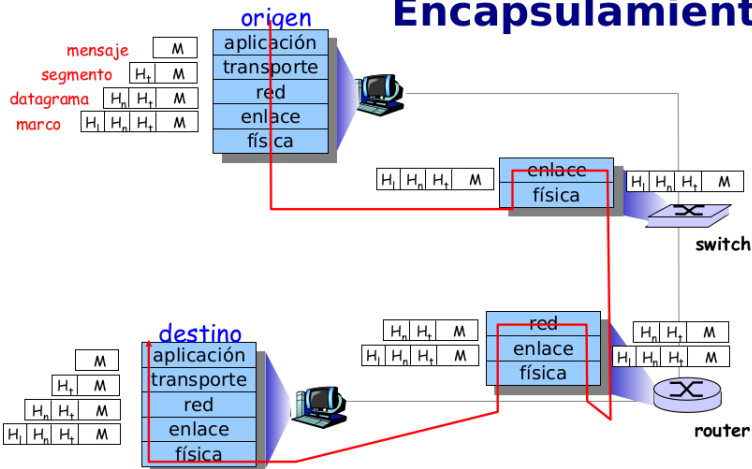 Encapsulamient
origen
mensaje M
segmento Ht M
datagrama Hn Ht M
marco Hl Hn Ht M
aplicación
transporte
red
enlace
física
Hl Hn Ht M
enlace
física
Hl Hn Ht M
switch
Hn Ht M
Hl Hn Ht M
red
enlace
física
Hn Ht M
Hl Hn Ht M
router
destino
M
Ht M
Hn Ht M
Hl Hn Ht M
aplicación
transporte
red
enlace
física